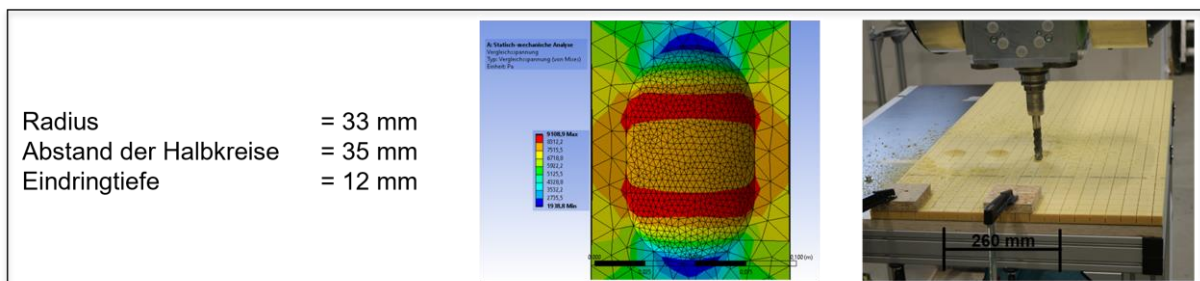 Radius = 33 mm
Abstand der Halbkreise = 35 mm
Eindringtiefe = 12 mm
A: Statisch-mechanische Analyse
Vergleichsspannung
Typ: Vergleichsspannung (von Mises)
Einheit: Pa
9108,9 Max
8312,2
7515,5
6718,8
5922,2
5125,5
4328,8
3532,2
2735,5
1938,8 Min
0,000
0,100 (m)
260 mm